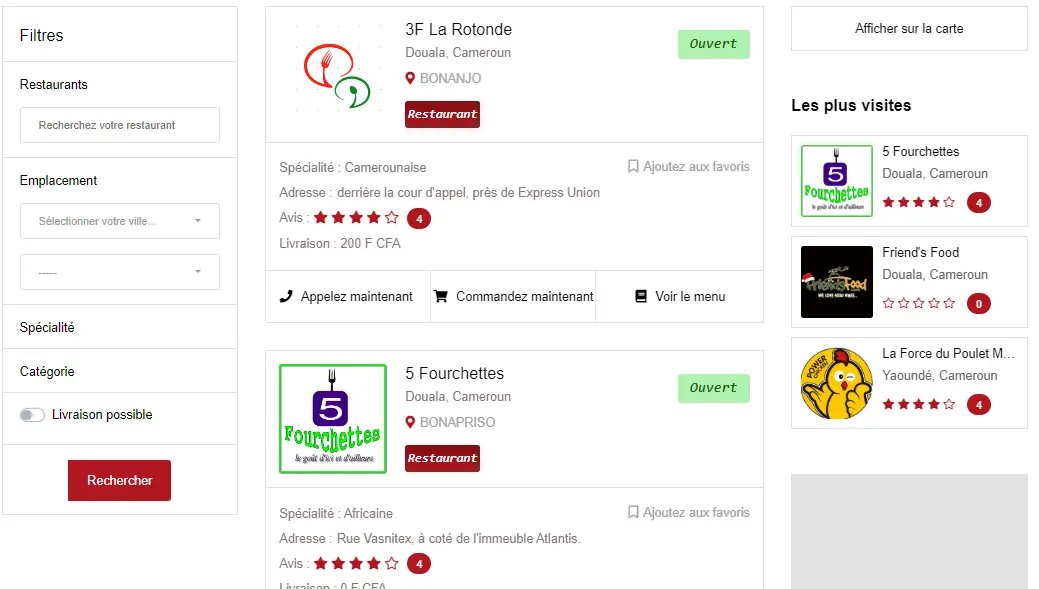 Filtres
Restaurants
Recherchez votre restaurant
Emplacement
Sélectionner votre ville...
-----
Spécialité
Catégorie
Livraison possible
Rechercher
3F La Rotonde
Ouvert
Douala, Cameroun
BONANJO
Restaurant
Spécialité : Camerounaise
Ajoutez aux favoris
Adresse : derrière la cour d'appel, près de Express Union
Avis : 4
Livraison : 200 F CFA
Appelez maintenant
Commandez maintenant
Voir le menu
5
Fourchettes
le goût d'ici et d'ailleurs
5 Fourchettes
Ouvert
Douala, Cameroun
BONAPRISO
Restaurant
Spécialité : Africaine
Ajoutez aux favoris
Adresse : Rue Vasnitex, à coté de l'immeuble Atlantis.
Avis : 4
Livraison : 0 F CFA
Afficher sur la carte
Les plus visites
5
Fourchettes
le goût d'ici et d'ailleurs
5 Fourchettes
Douala, Cameroun
4
Friend's Food
WE LOVE GOOD FOOD...
Friend's Food
Douala, Cameroun
0
POWER
CHICKEN
La Force du Poulet M...
Yaoundé, Cameroun
4